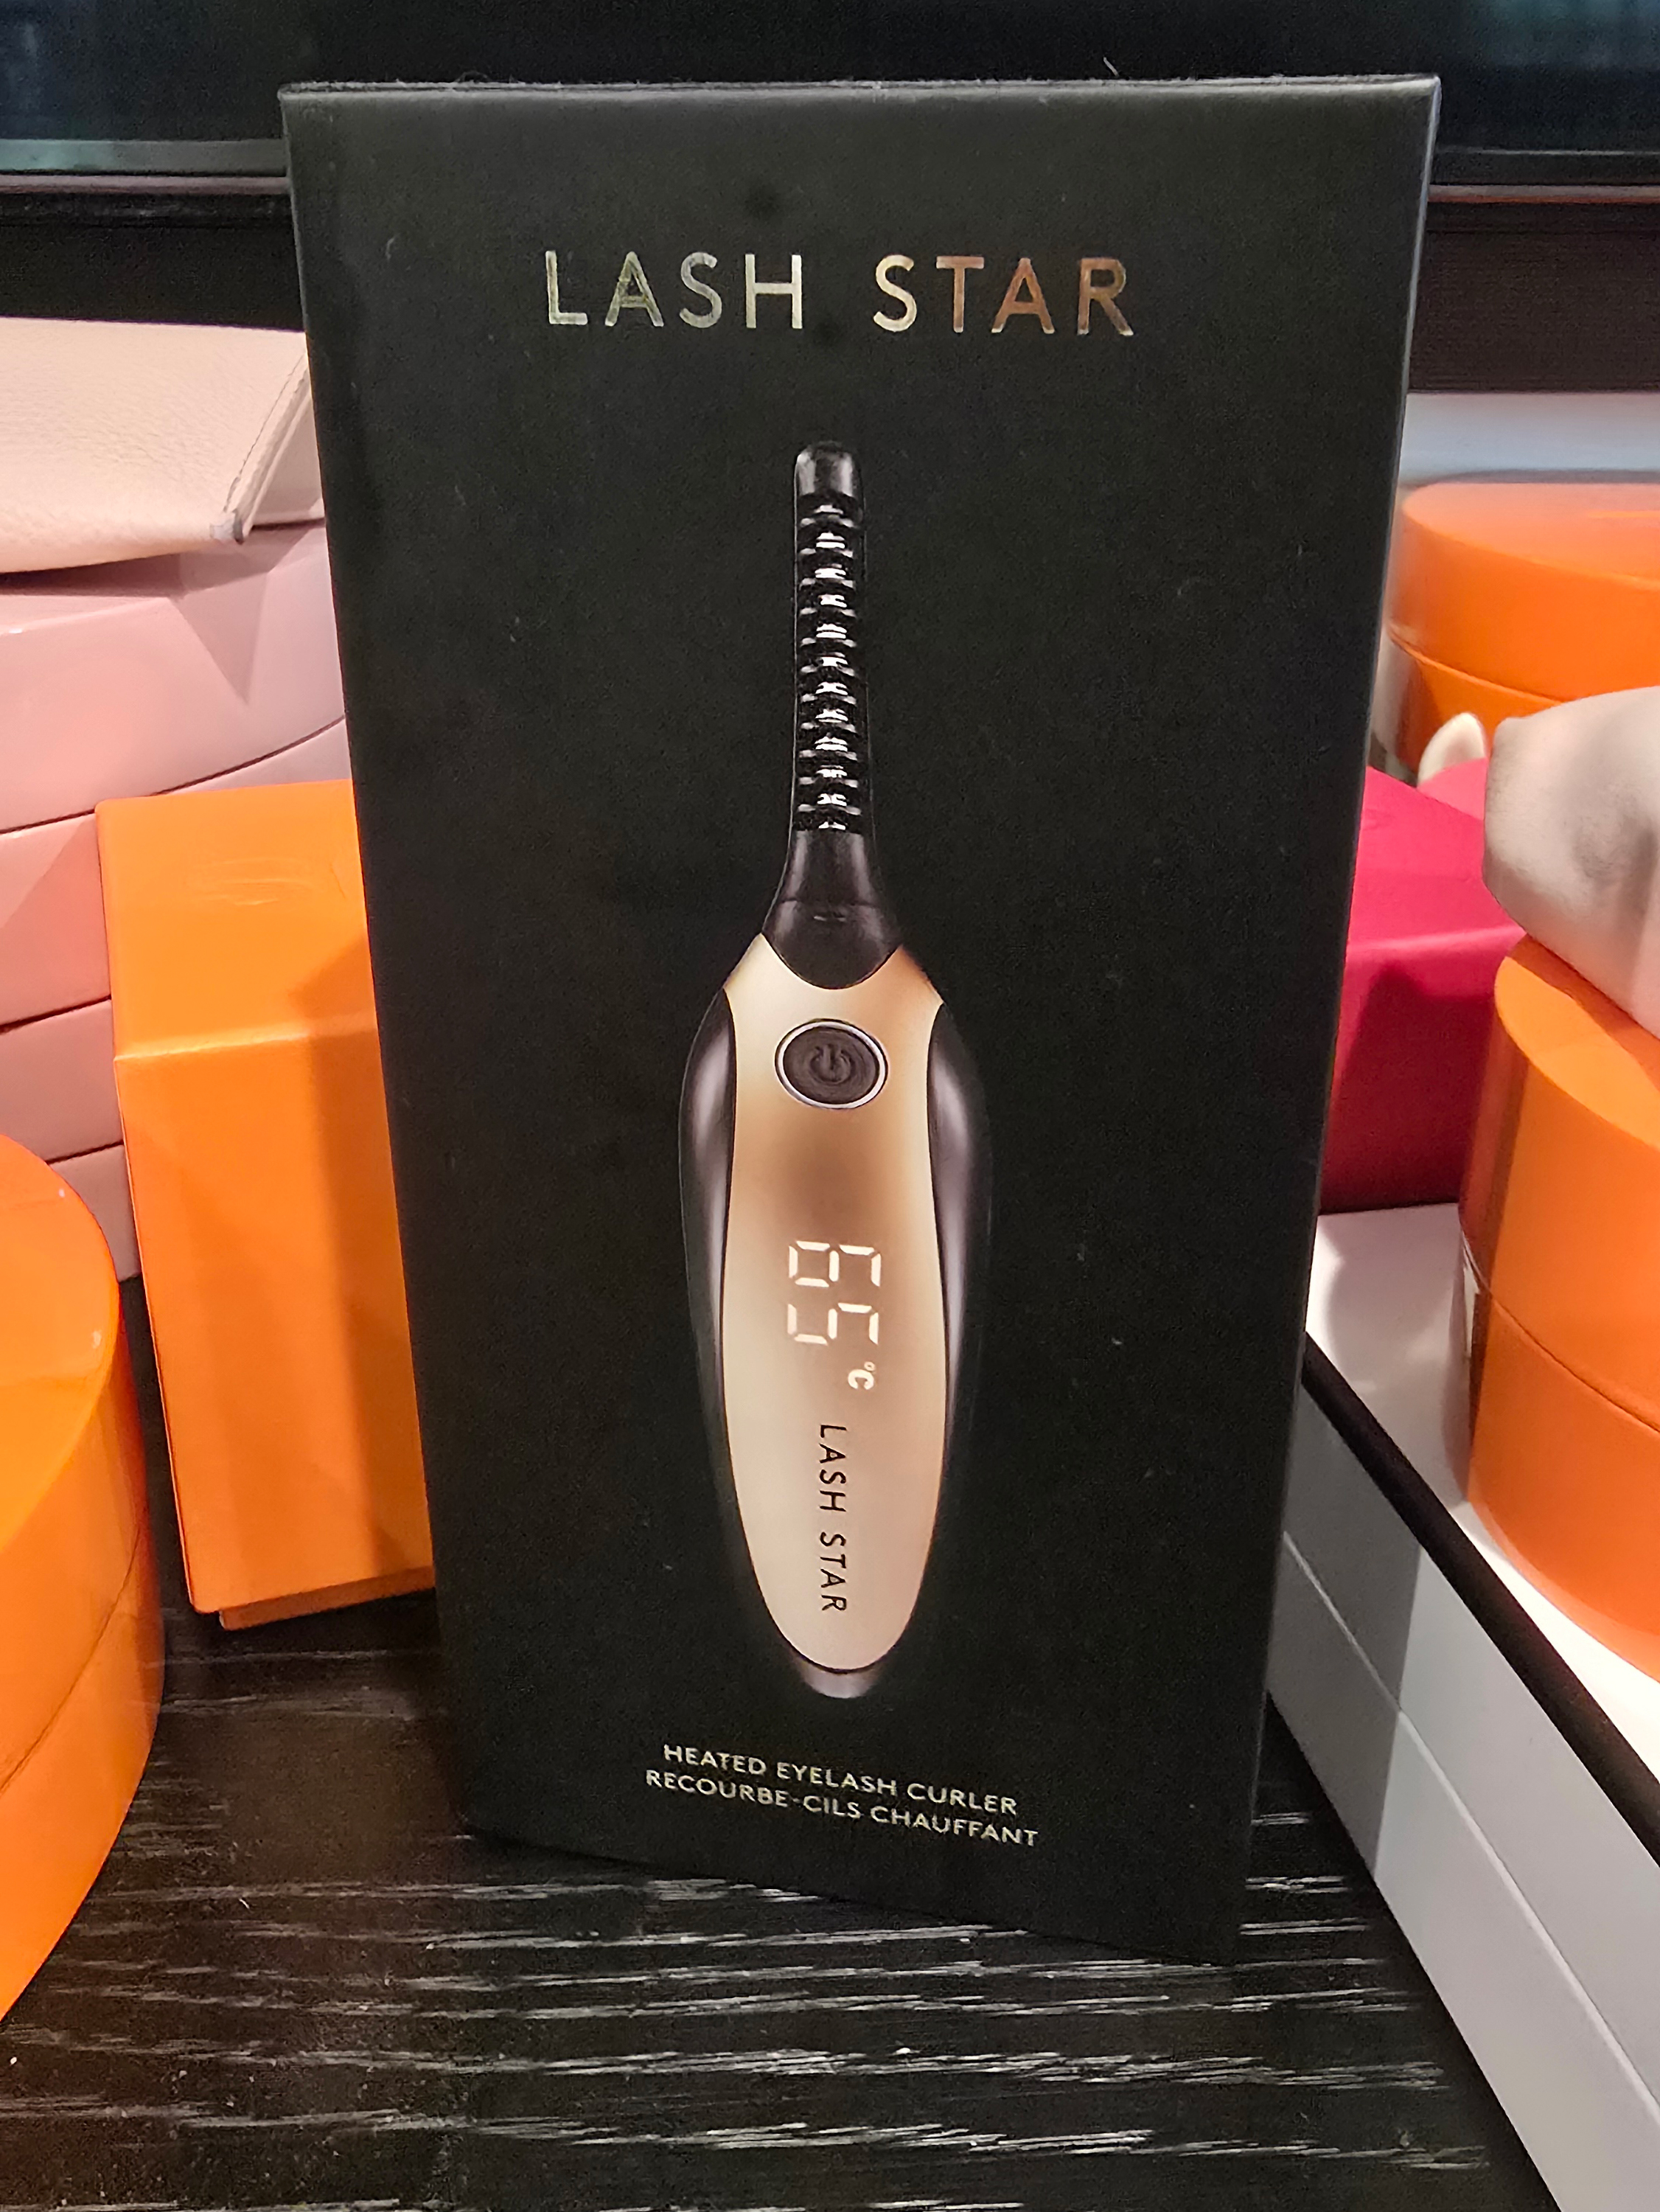 LASH STAR
65 °C
LASH STAR
HEATED EYELASH CURLER
RECOURBE-CILS CHAUFFANT